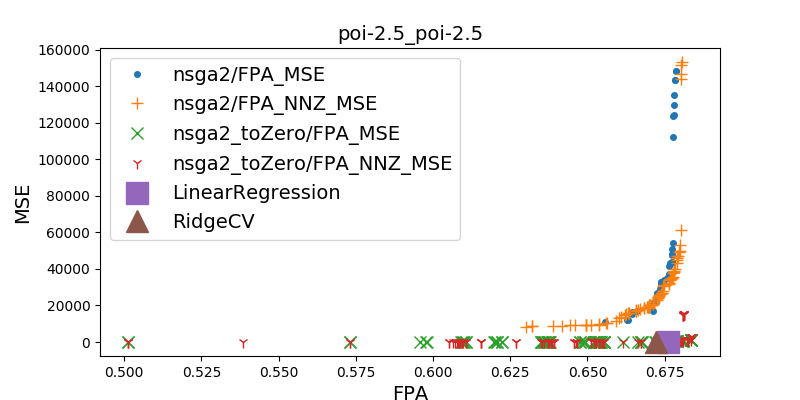 poi-2.5_poi-2.5
160000
140000
120000
100000
80000
60000
40000
20000
0
MSE
nsga2/FPA_MSE
nsga2/FPA_NNZ_MSE
nsga2_toZero/FPA_MSE
nsga2_toZero/FPA_NNZ_MSE
LinearRegression
RidgeCV
0.500 0.525 0.550 0.575 0.600 0.625 0.650 0.675
FPA